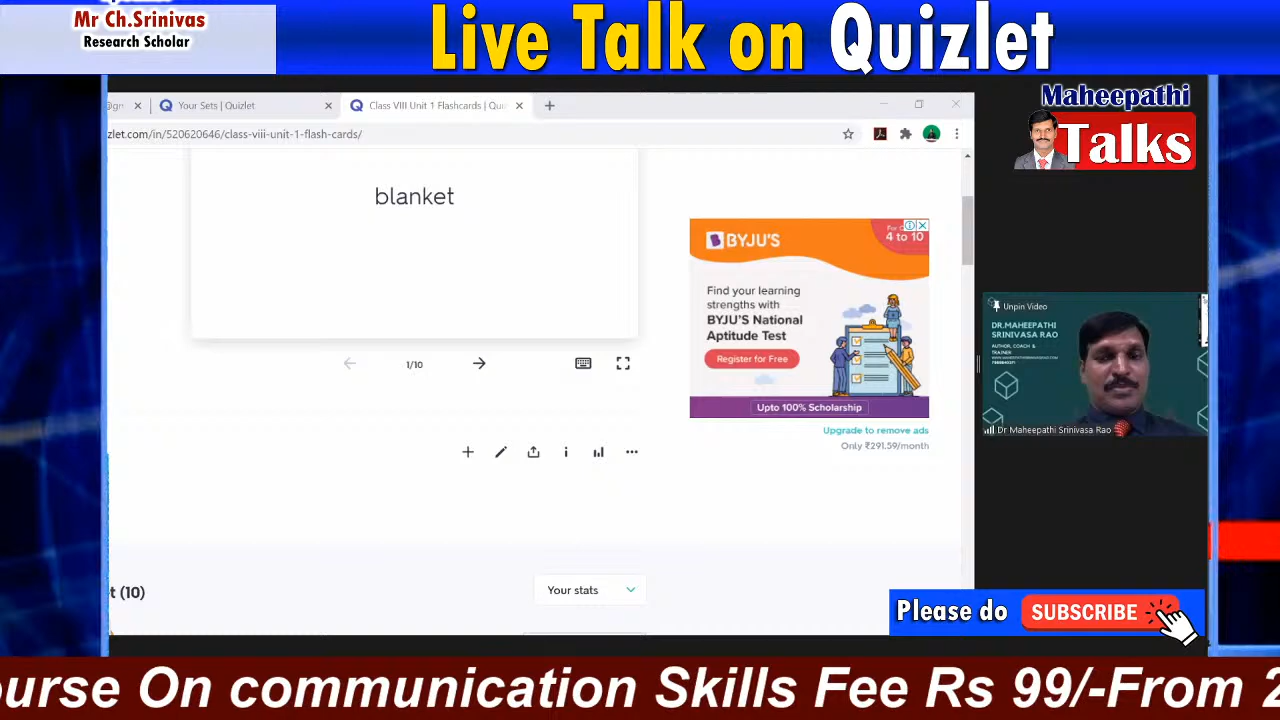 Mr Ch.Srinivas
Research Scholar
Live Talk on Quizlet
Maheepathi
Talks
Your Sets | Quizlet
Class VIII Unit 1 Flashcards | Qui
zlet.com/in/520620646/class-viii-unit-1-flash-cards/
blanket
1/10
BYJU'S
4 to 10
Find your learning
strengths with
BYJU'S National
Aptitude Test
Register for Free
Upto 100% Scholarship
Upgrade to remove ads
Only ₹291.59/month
Unpin Video
DR.MAHEEPATHI
SRINIVASA RAO
AUTHOR, COACH &
TRAINER
Dr Maheepathi Srinivasa Rao
t (10)
Your stats
Please do SUBSCRIBE
ourse On communication Skills Fee Rs 99/-From 2